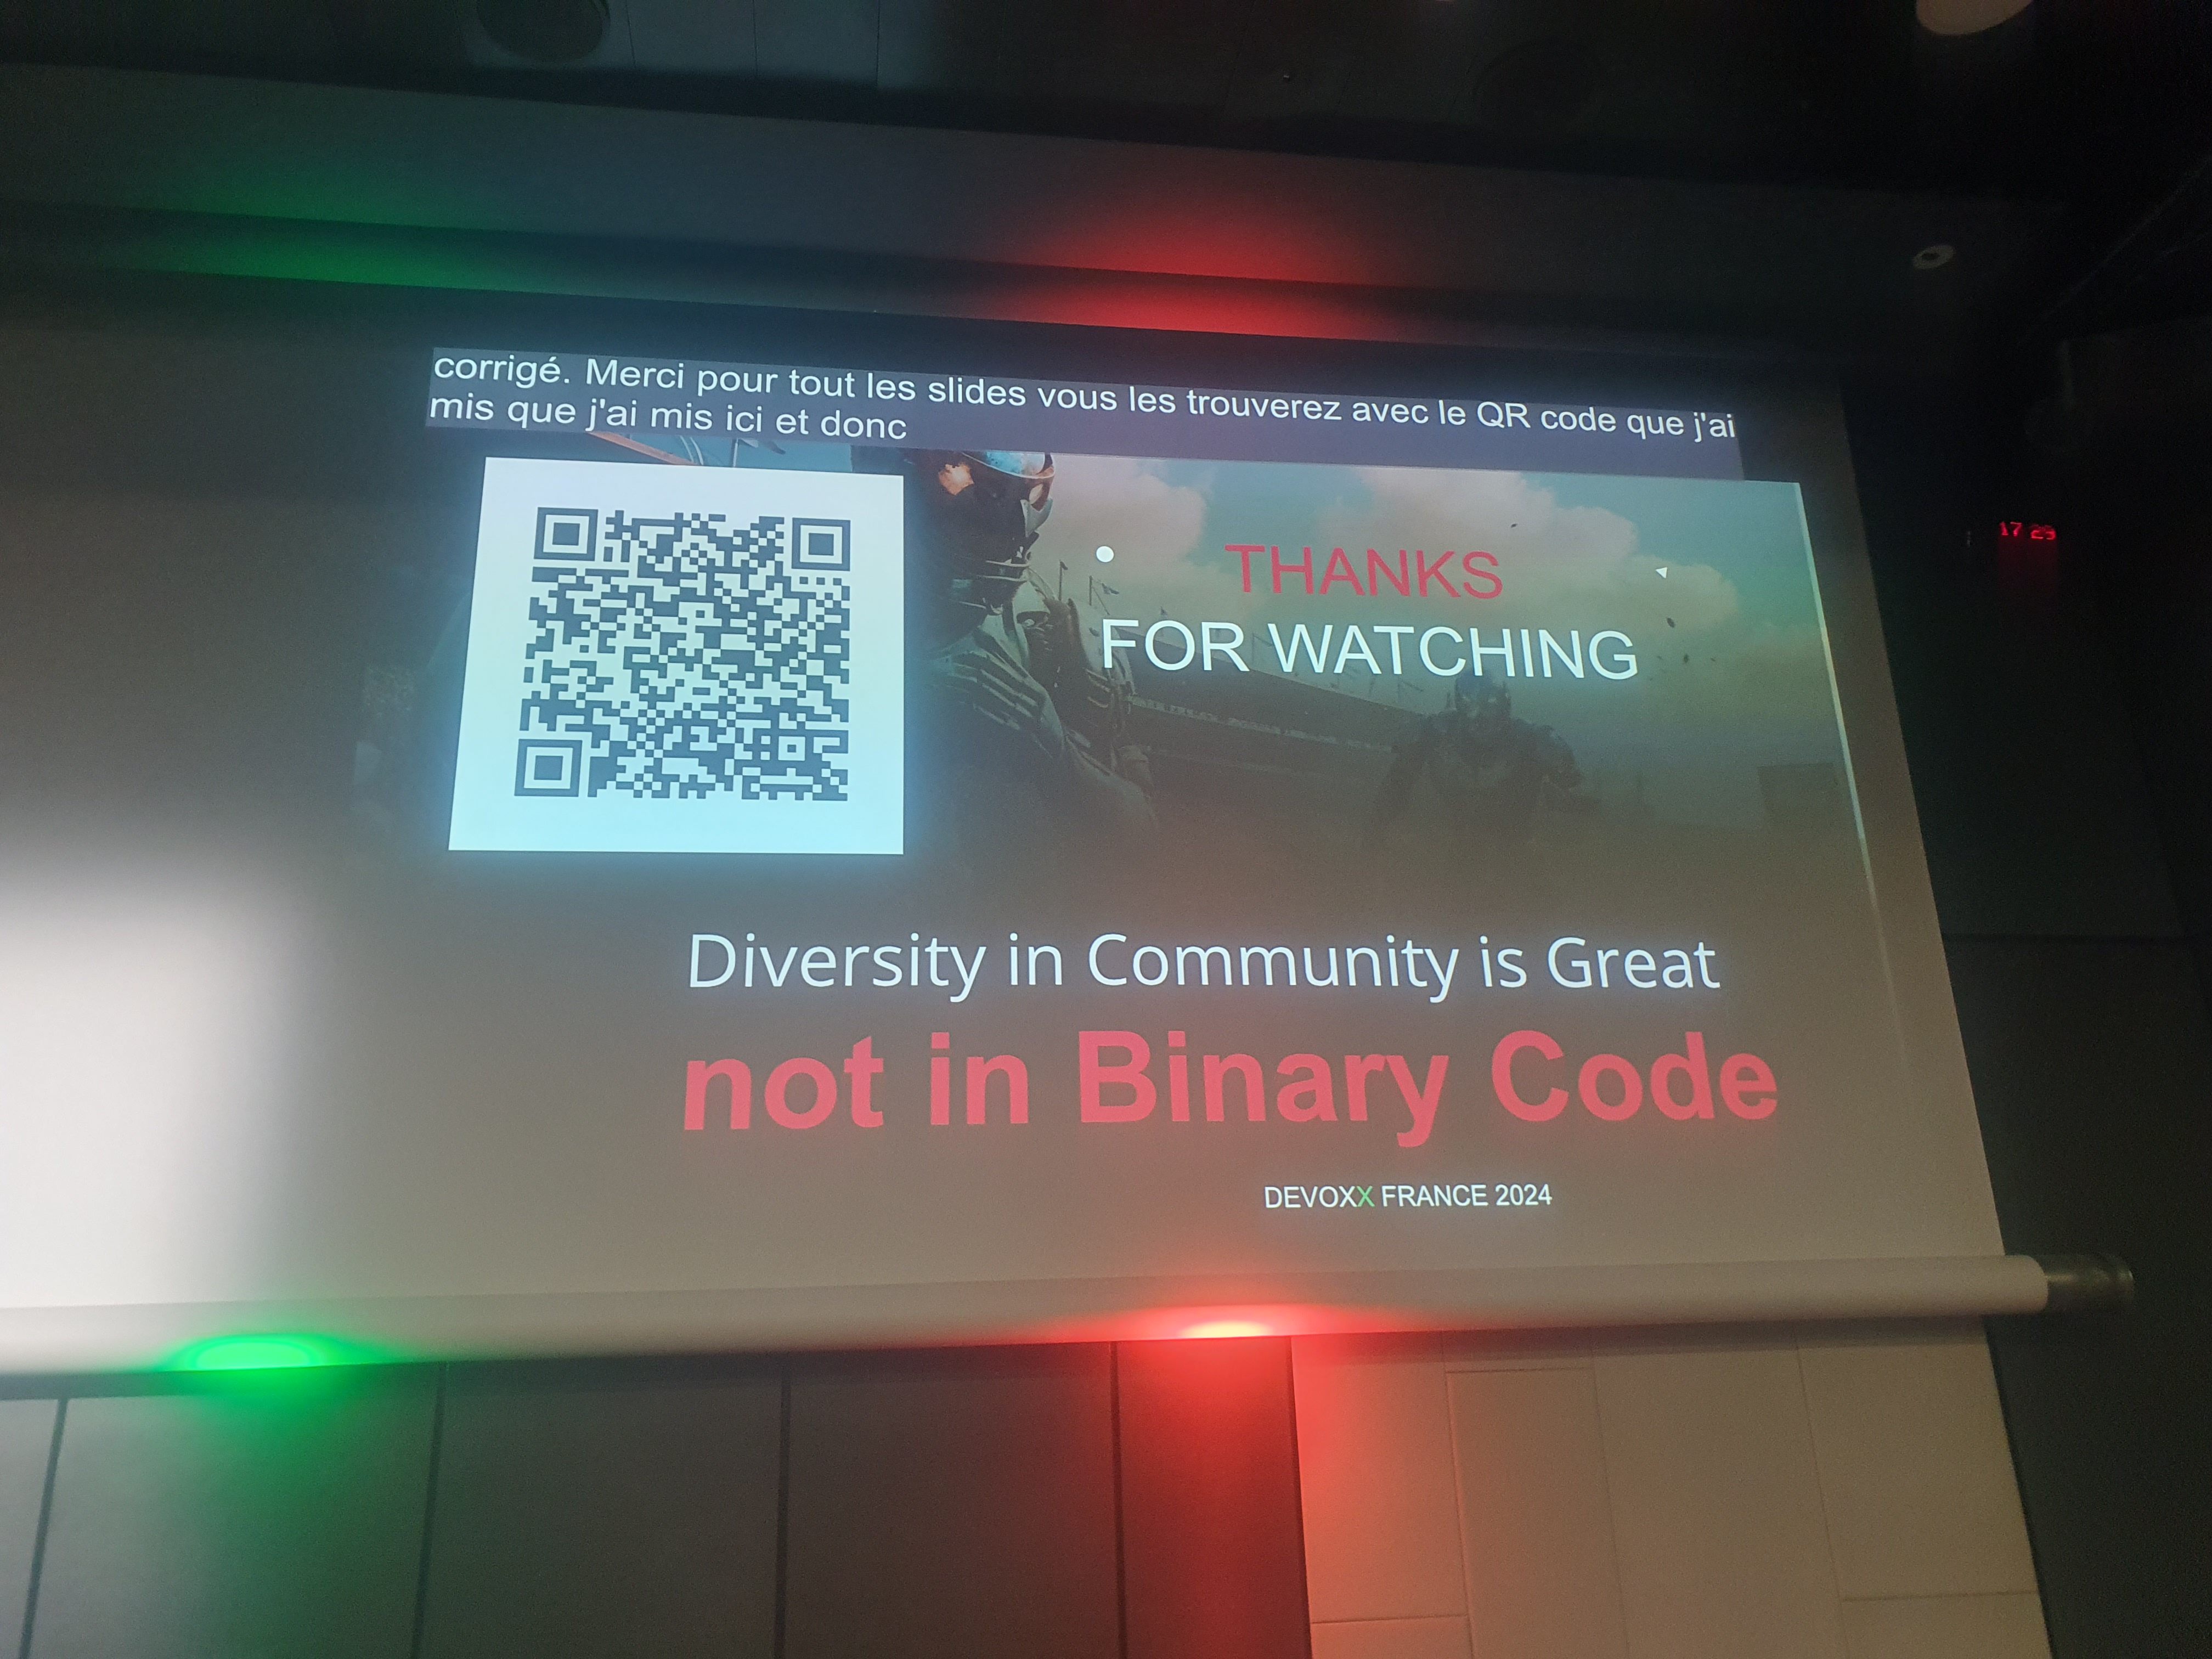 corrigé. Merci pour tout les slides vous les trouverez avec le QR code que j'ai
mis que j'ai mis ici et donc
THANKS
FOR WATCHING
Diversity in Community is Great
not in Binary Code
DEVOXX FRANCE 2024
17 23